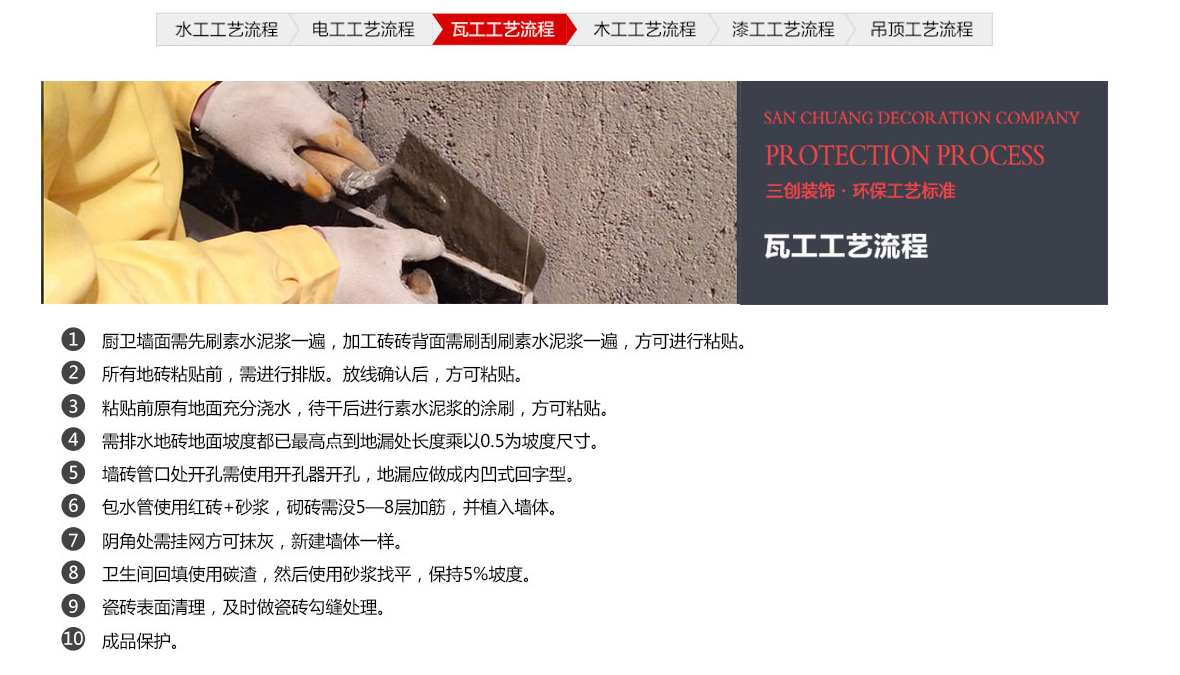 水工工艺流程
电工工艺流程
瓦工工艺流程
木工工艺流程
漆工工艺流程
吊顶工艺流程
SAN CHUANG DECORATION COMPANY
PROTECTION PROCESS
三创装饰·环保工艺标准
瓦工工艺流程
1 厨卫墙面需先刷素水泥浆一遍，加工砖砖背面需刷刮刷素水泥浆一遍，方可进行粘贴。
2 所有地砖粘贴前，需进行排版。放线确认后，方可粘贴。
3 粘贴前原有地面充分浇水，待干后进行素水泥浆的涂刷，方可粘贴。
4 需排水地砖地面坡度都已最高点到地漏处长度乘以0.5为坡度尺寸。
5 墙砖管口处开孔需使用开孔器开孔，地漏应做成内凹式回字型。
6 包水管使用红砖+砂浆，砌砖需没5—8层加筋，并植入墙体。
7 阴角处需挂网方可抹灰，新建墙体一样。
8 卫生间回填使用碳渣，然后使用砂浆找平，保持5%坡度。
9 瓷砖表面清理，及时做瓷砖勾缝处理。
10 成品保护。